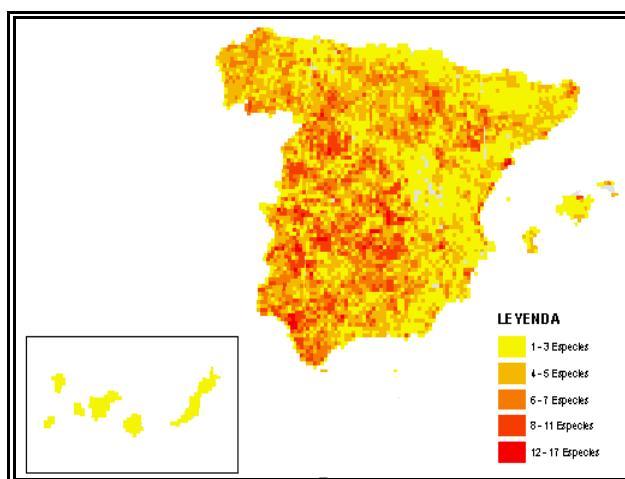 LEYENDA
1 - 3 Especies
4 - 5 Especies
6 - 7 Especies
8 - 11 Especies
12 - 17 Especies